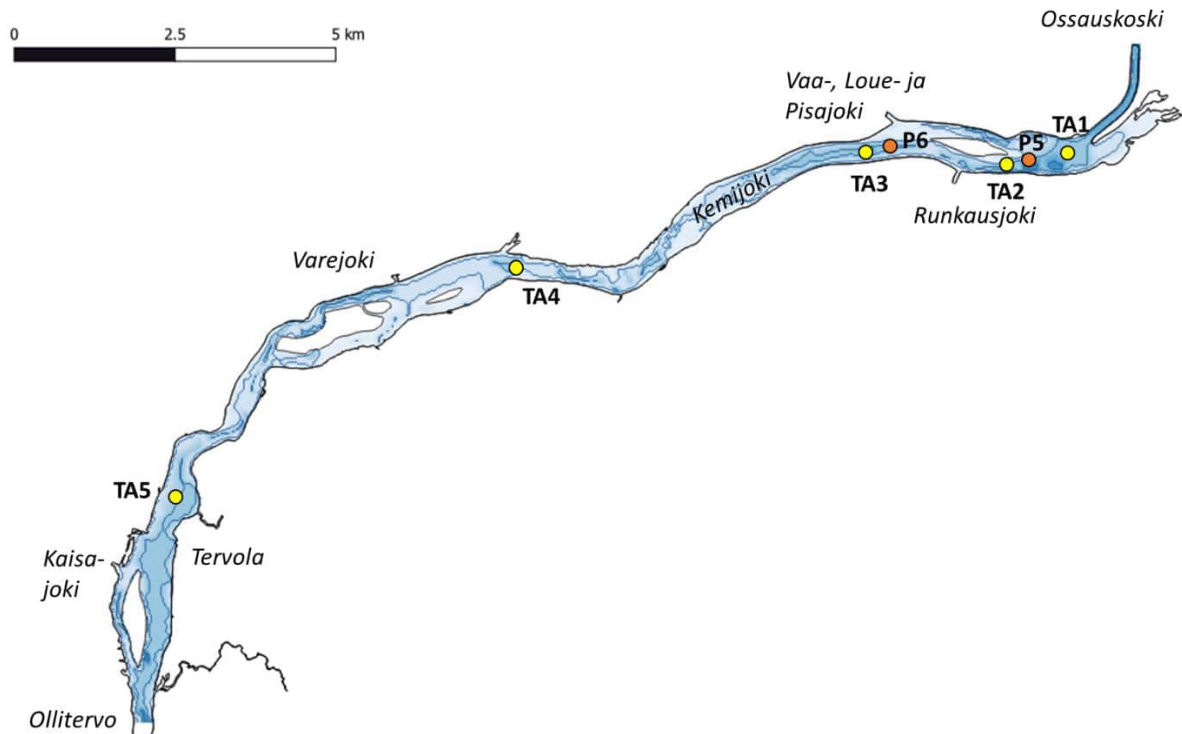 Ossauskoski
0 2.5 5 km
Vaa-, Loue- ja
Pisajoki
TA1
P6
P5
TA3
TA2
Kemijoki
Runkausjoki
Varejoki
TA4
TA5
Kaisa-
joki
Tervola
Ollitervo